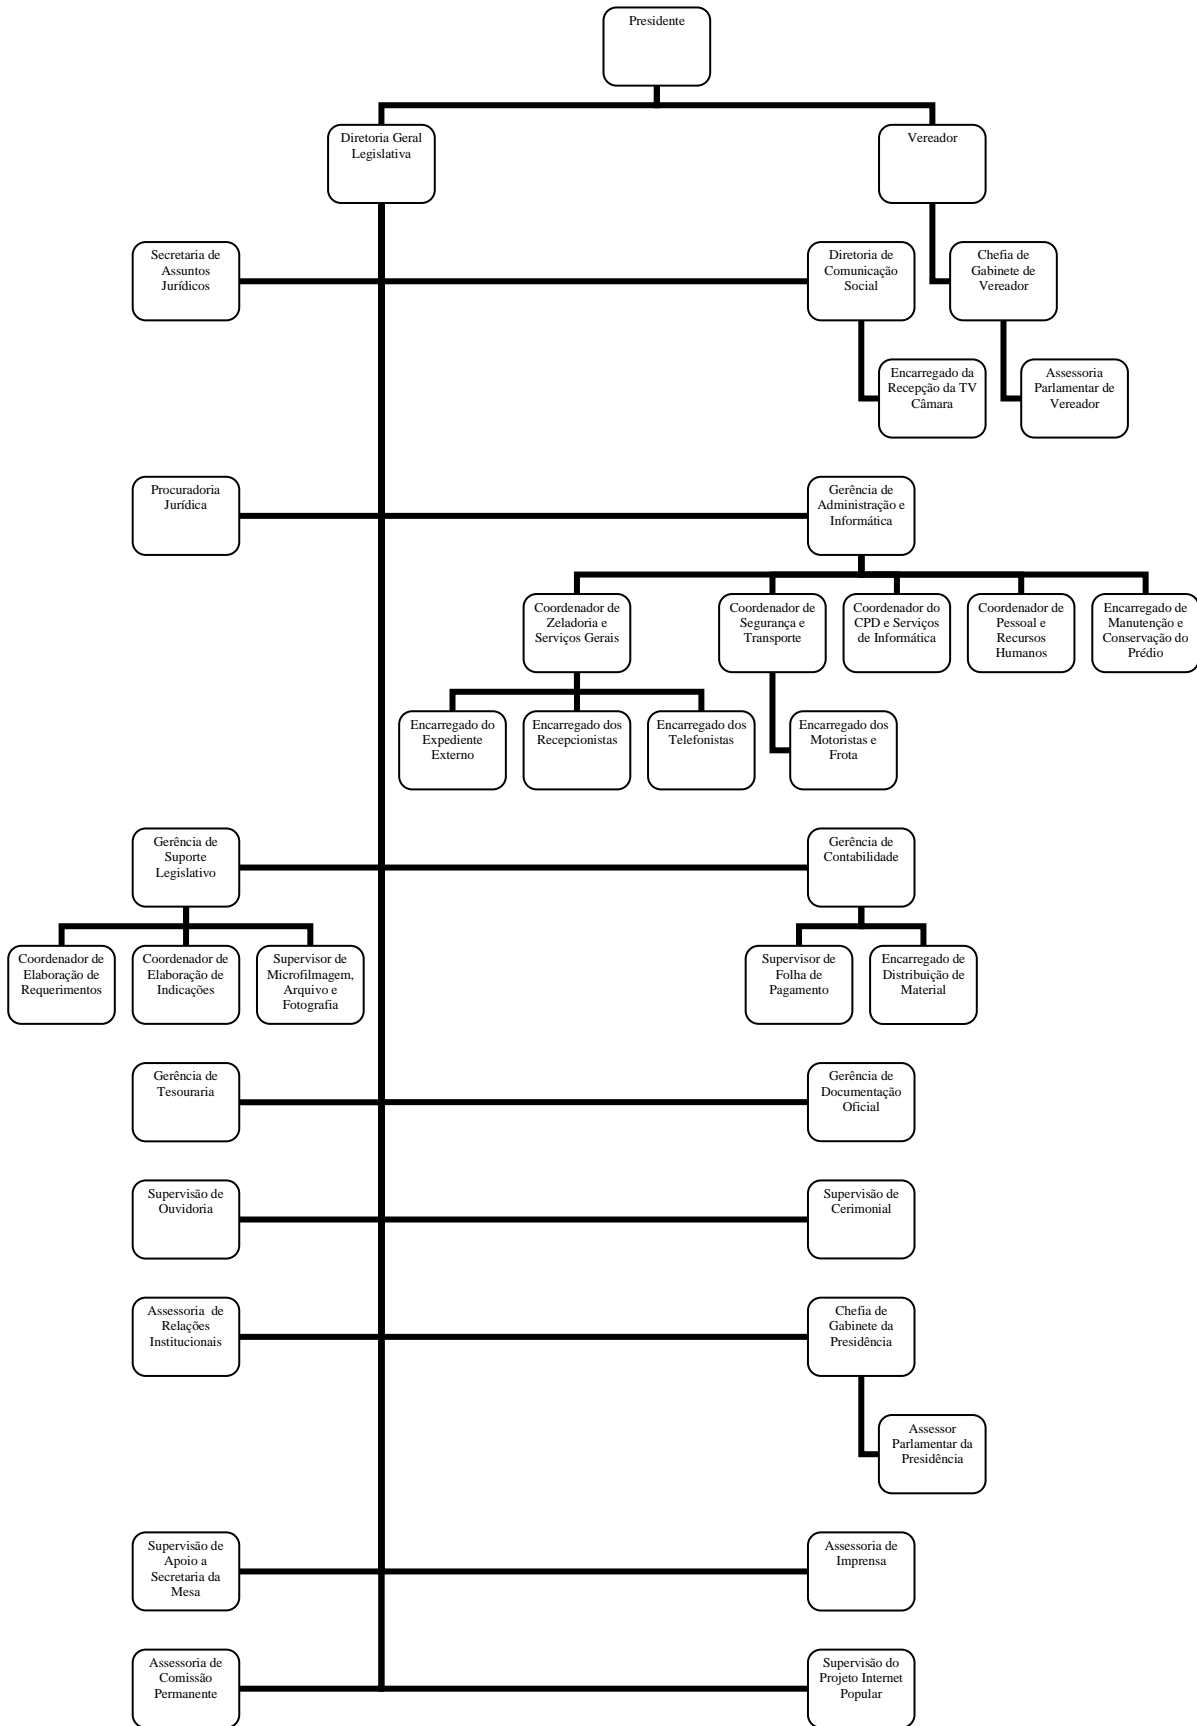 Presidente
Diretoria Geral
Legislativa
Vereador
Secretaria de
Assuntos
Jurídicos
Diretoria de
Comunicação
Social
Chefia de
Gabinete de
Vereador
Encarregado da
Recepção da TV
Câmara
Assessoria
Parlamentar de
Vereador
Procuradoria
Jurídica
Gerência de
Administração e
Informática
Coordenador de
Zeladoria e
Serviços Gerais
Coordenador de
Segurança e
Transporte
Coordenador do
CPD e Serviços
de Informática
Coordenador de
Pessoal e
Recursos
Humanos
Encarregado de
Manutenção e
Conservação do
Prédio
Encarregado do
Expediente
Externo
Encarregado dos
Recepcionistas
Encarregado dos
Telefonistas
Encarregado dos
Motoristas e
Frota
Gerência de
Suporte
Legislativo
Gerência de
Contabilidade
Coordenador de
Elaboração de
Requerimentos
Coordenador de
Elaboração de
Indicações
Supervisor de
Microfilmagem,
Arquivo e
Fotografia
Supervisor de
Folha de
Pagamento
Encarregado de
Distribuição de
Material
Gerência de
Tesouraria
Gerência de
Documentação
Oficial
Supervisão de
Ouvidoria
Supervisão de
Cerimonial
Assessoria  de
Relações
Institucionais
Chefia de
Gabinete da
Presidência
Assessor
Parlamentar da
Presidência
Supervisão de
Apoio a
Secretaria da
Mesa
Assessoria de
Imprensa
Assessoria de
Comissão
Permanente
Supervisão do
Projeto Internet
Popular